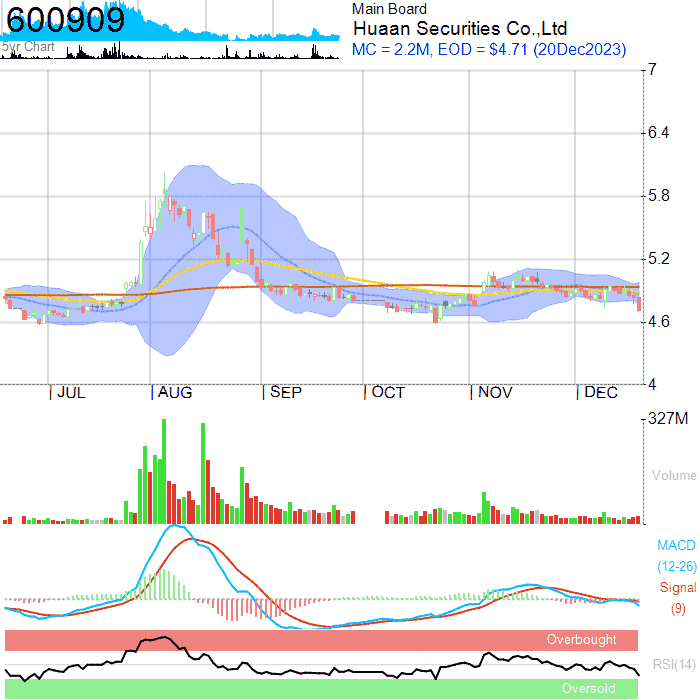 600909
5yr Chart
Main Board
Huaan Securities Co.,Ltd
MC = 2.2M, EOD = $4.71 (20Dec2023)
7
6.4
5.8
5.2
4.6
4
JUL AUG SEP OCT NOV DEC
327M
Volume
MACD
(12-26)
Signal
(9)
Overbought
RSI(14)
Oversold